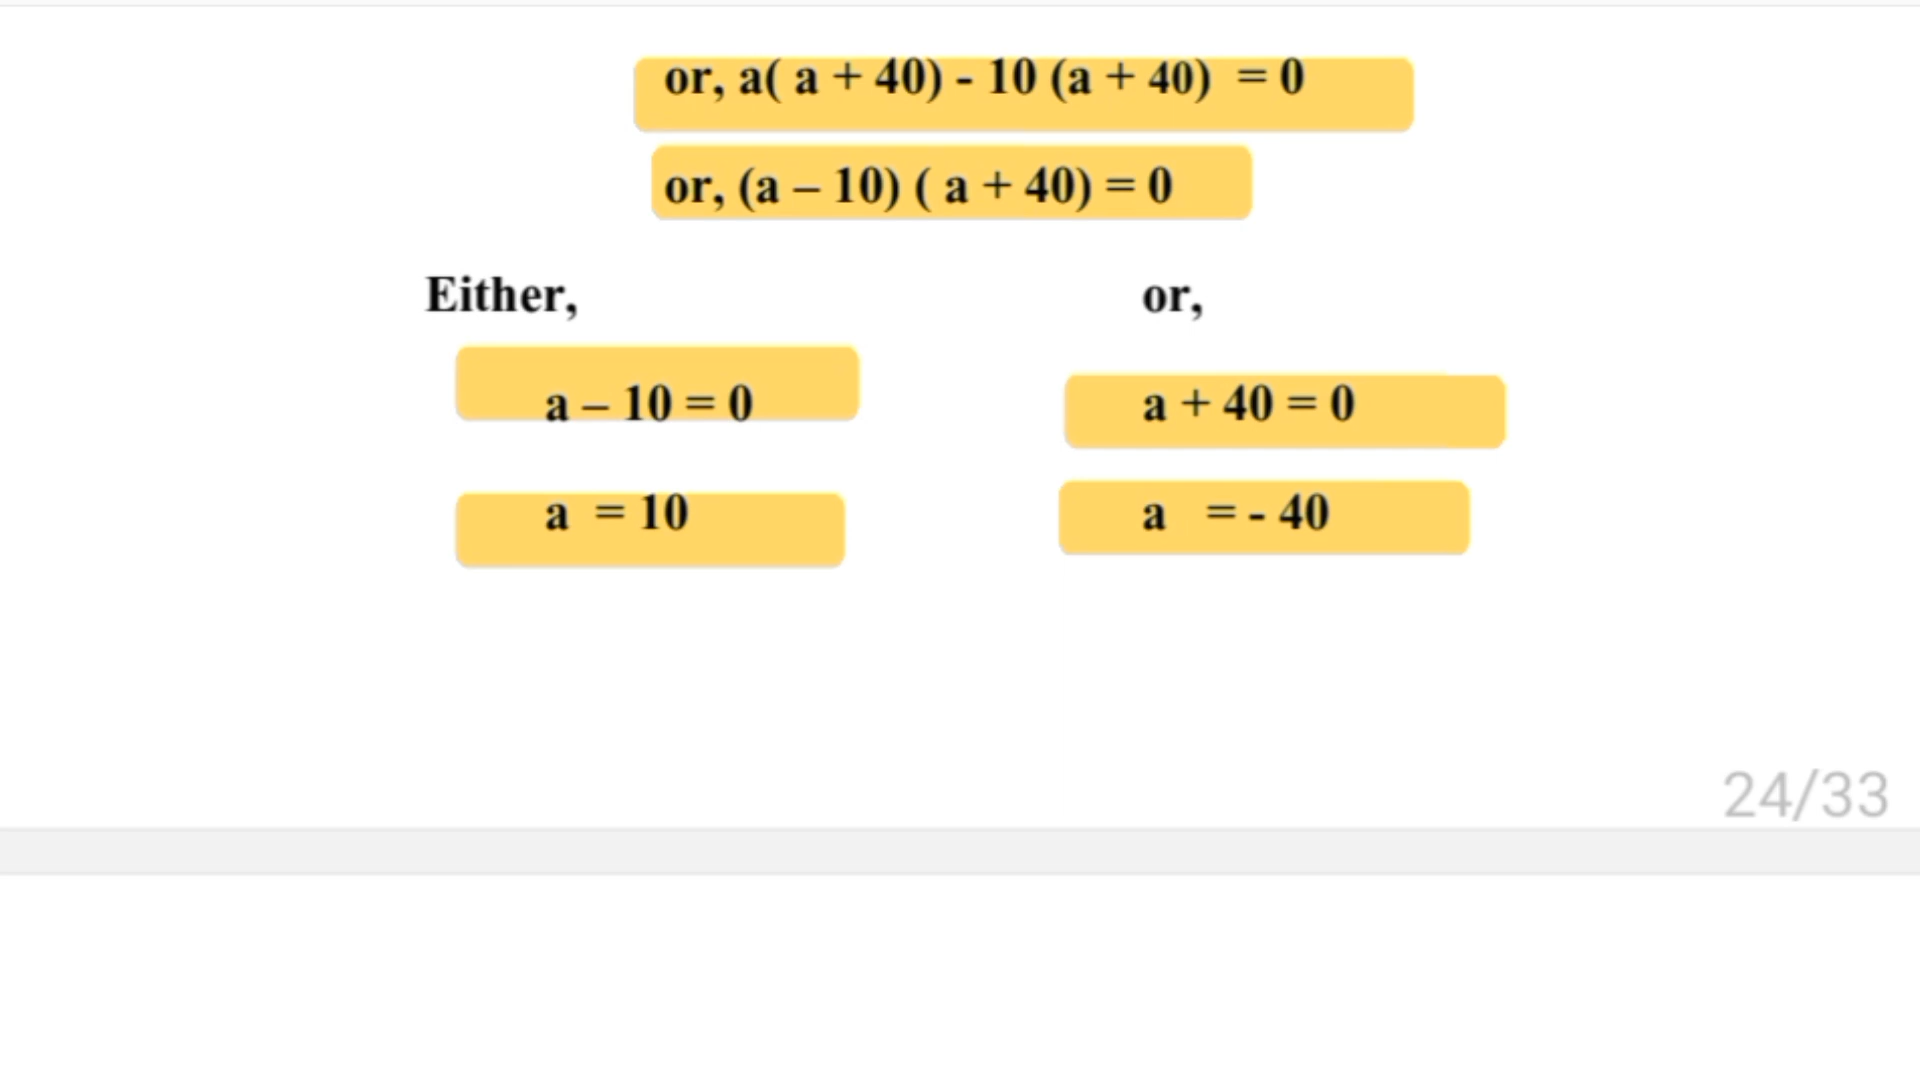 or, a( a + 40) - 10 (a + 40)  = 0
or, (a – 10) ( a + 40) = 0
Either, or,
a – 10 = 0 a + 40 = 0
a  = 10 a   = - 40
24/33